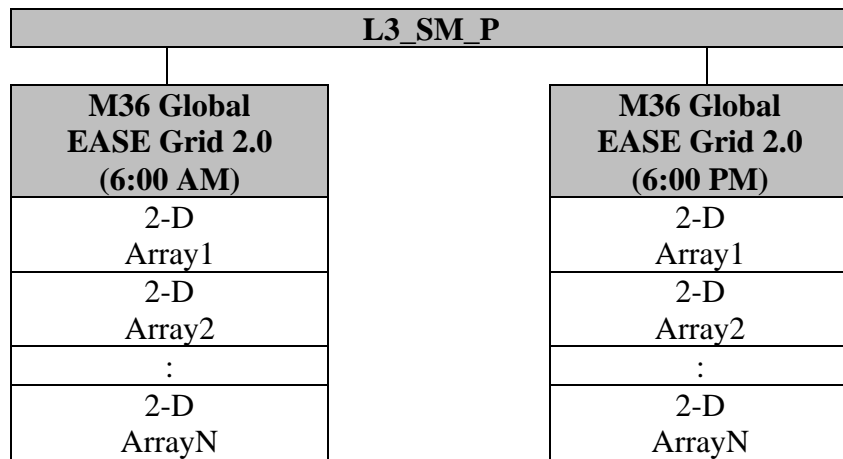 L3_SM_P
M36 Global
EASE Grid 2.0
(6:00 AM)
2-D
Array1
2-D
Array2
:
2-D
ArrayN
M36 Global
EASE Grid 2.0
(6:00 PM)
2-D
Array1
2-D
Array2
:
2-D
ArrayN